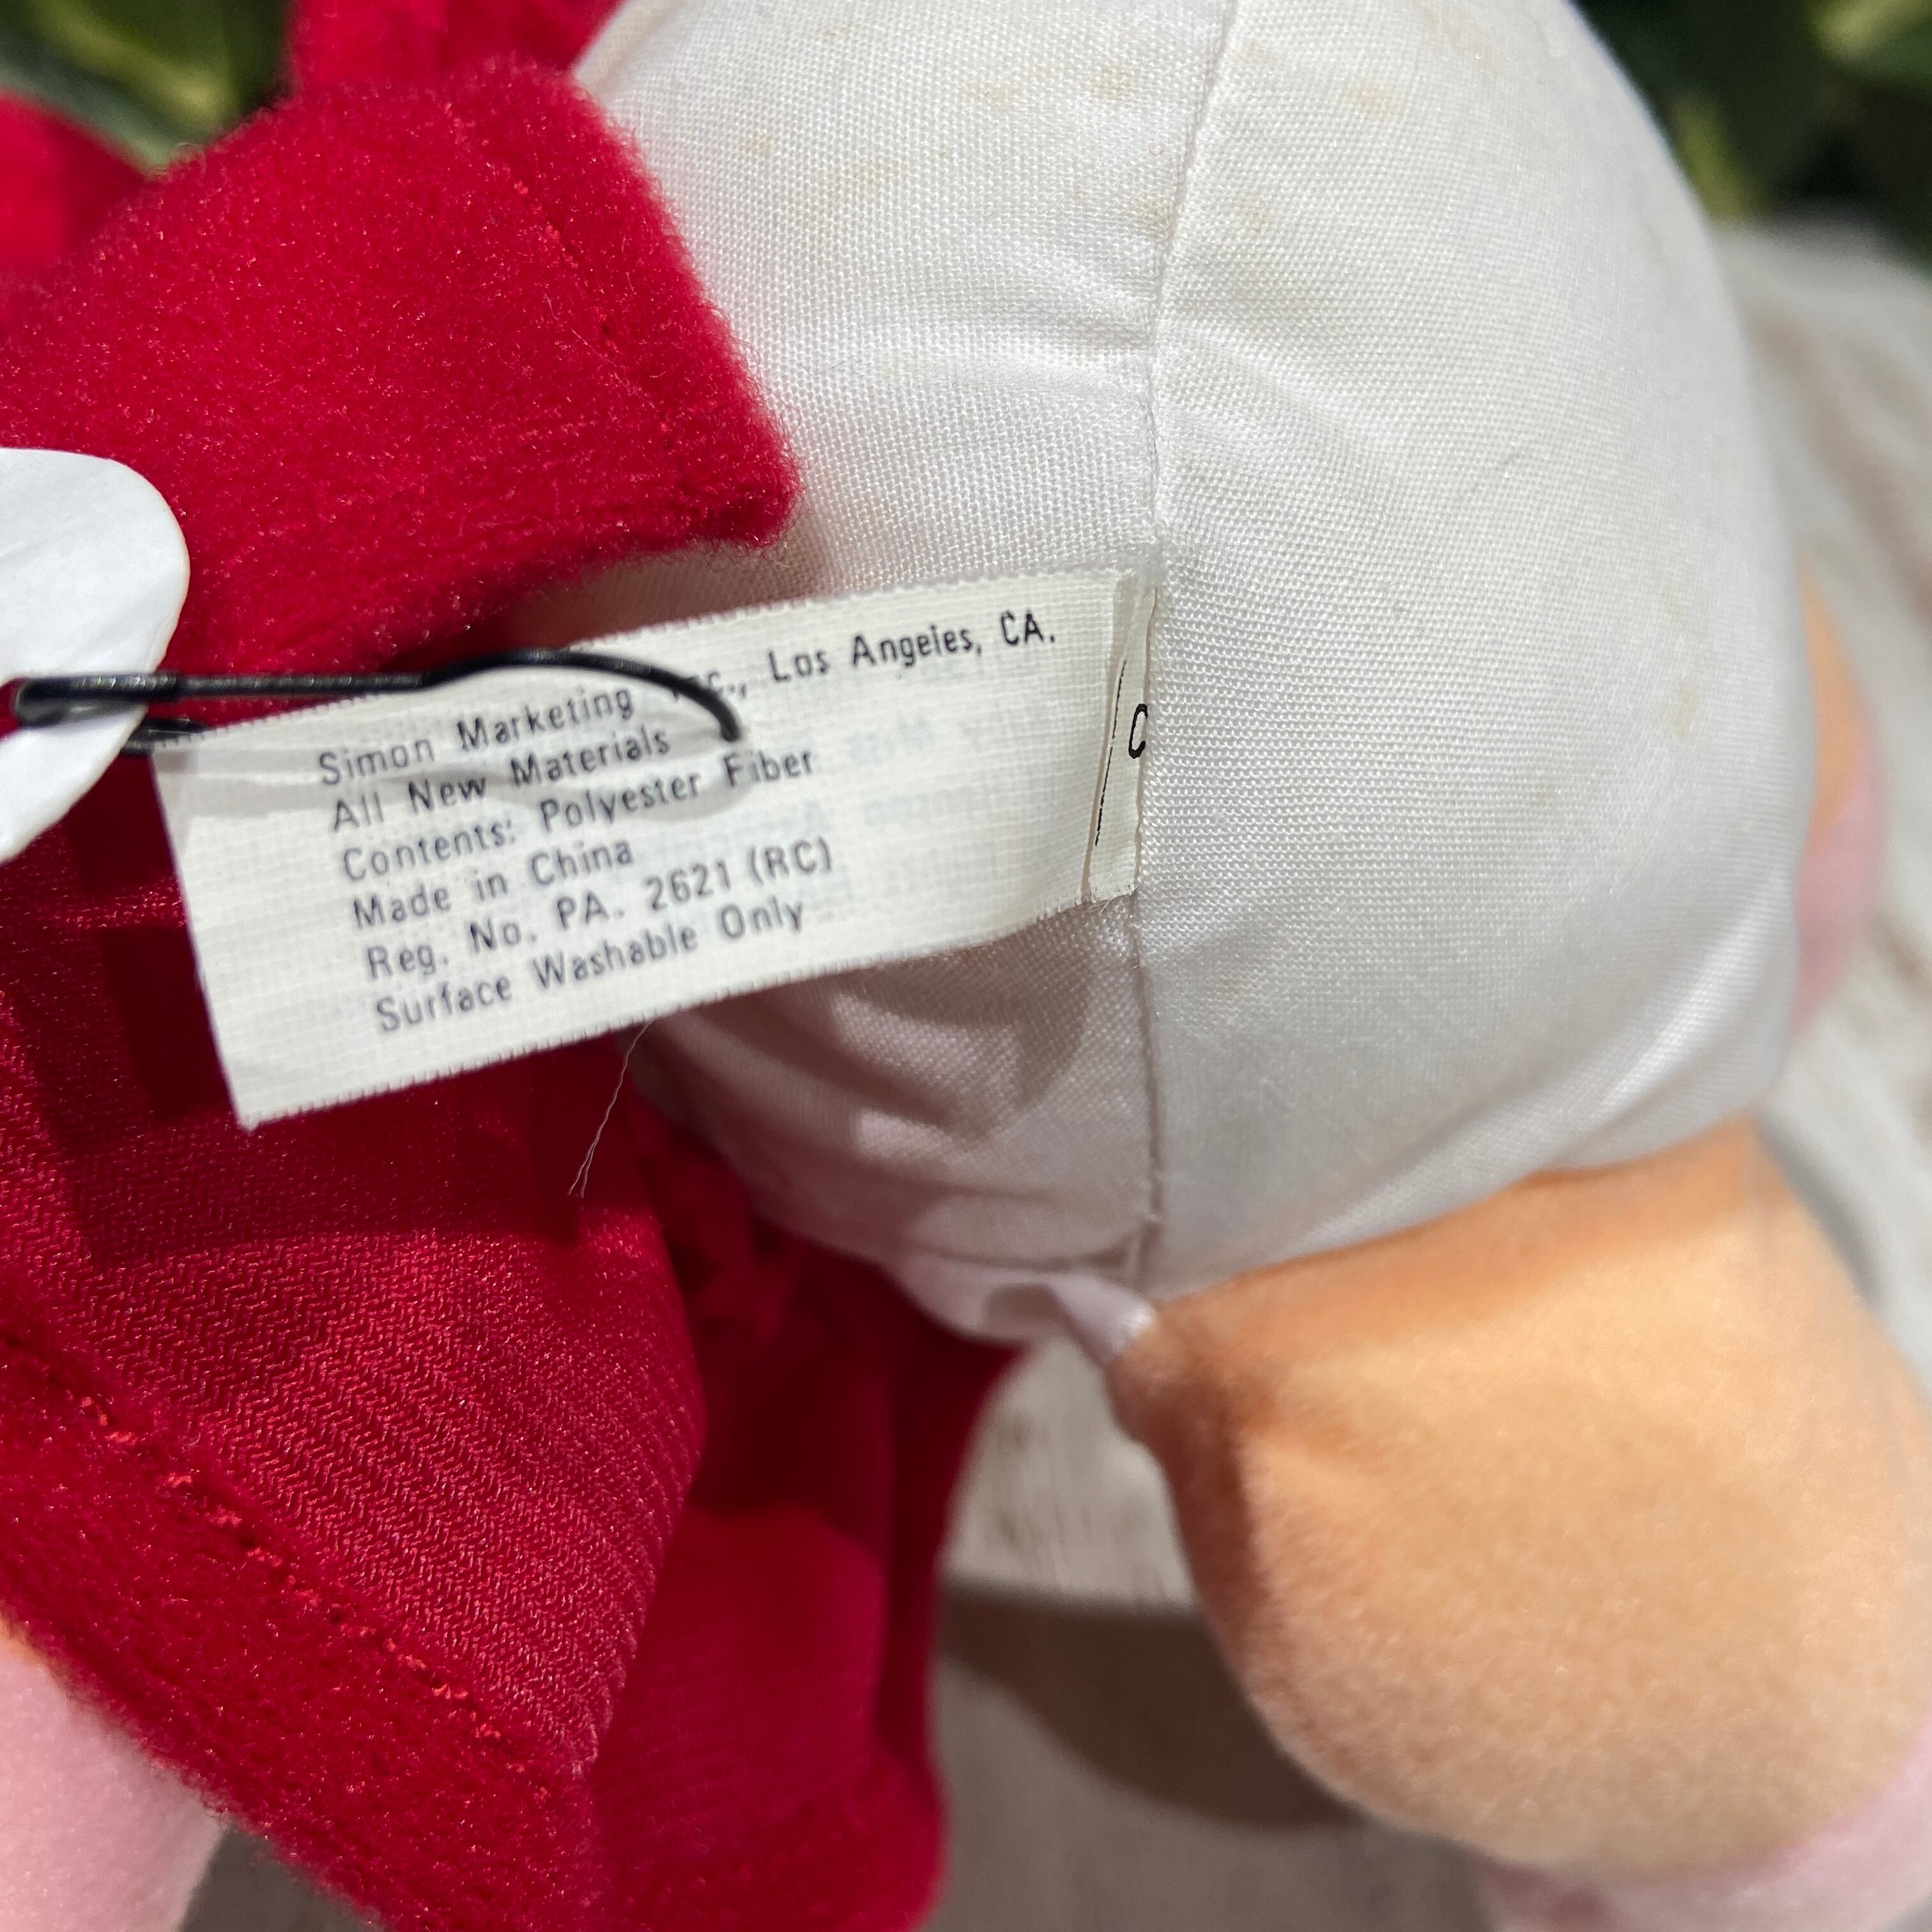 Simon Marketing Inc., Los Angeles, CA.
All New Materials
Contents: Polyester Fiber
Made in China
Reg. No. PA. 2621 (RC)
Surface Washable Only
C